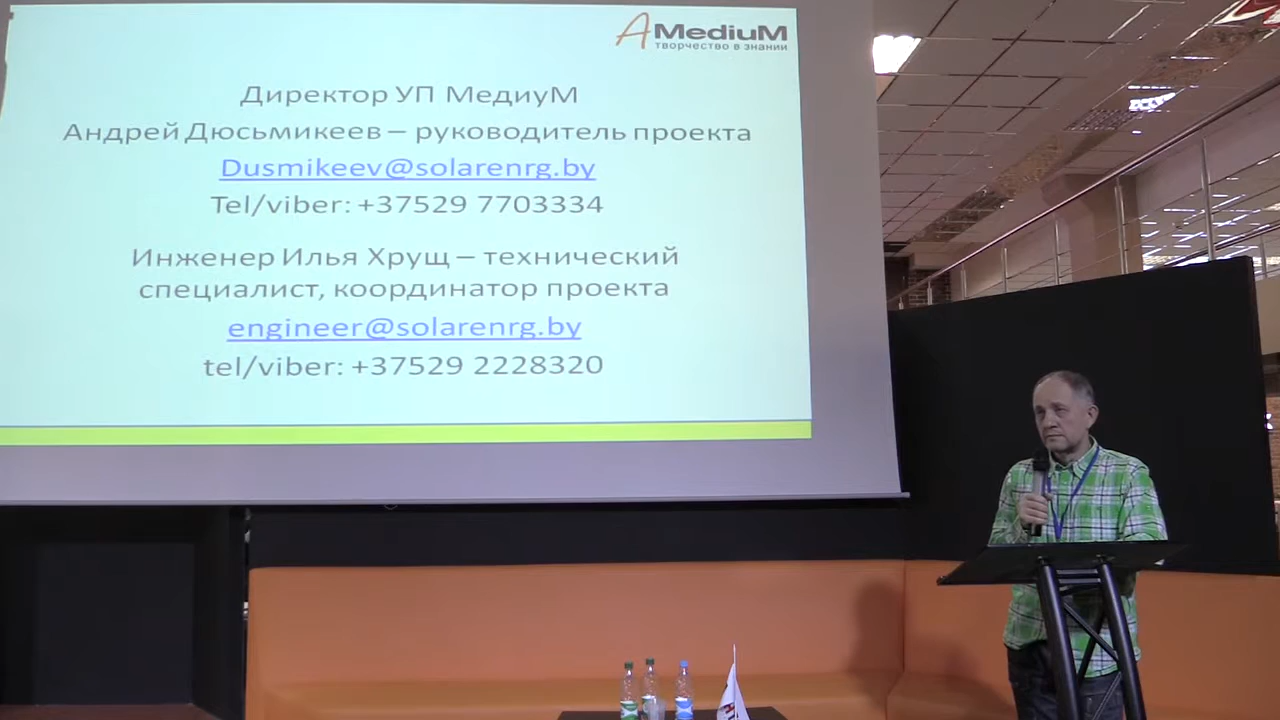 AMediuM
творчество в знании
Директор УП МедиуМ
Андрей Дюсьмикеев – руководитель проекта
Dusmikeev@solarenrg.by
Tel/viber: +37529 7703334
Инженер Илья Хрущ – технический
специалист, координатор проекта
engineer@solarenrg.by
tel/viber: +37529 2228320